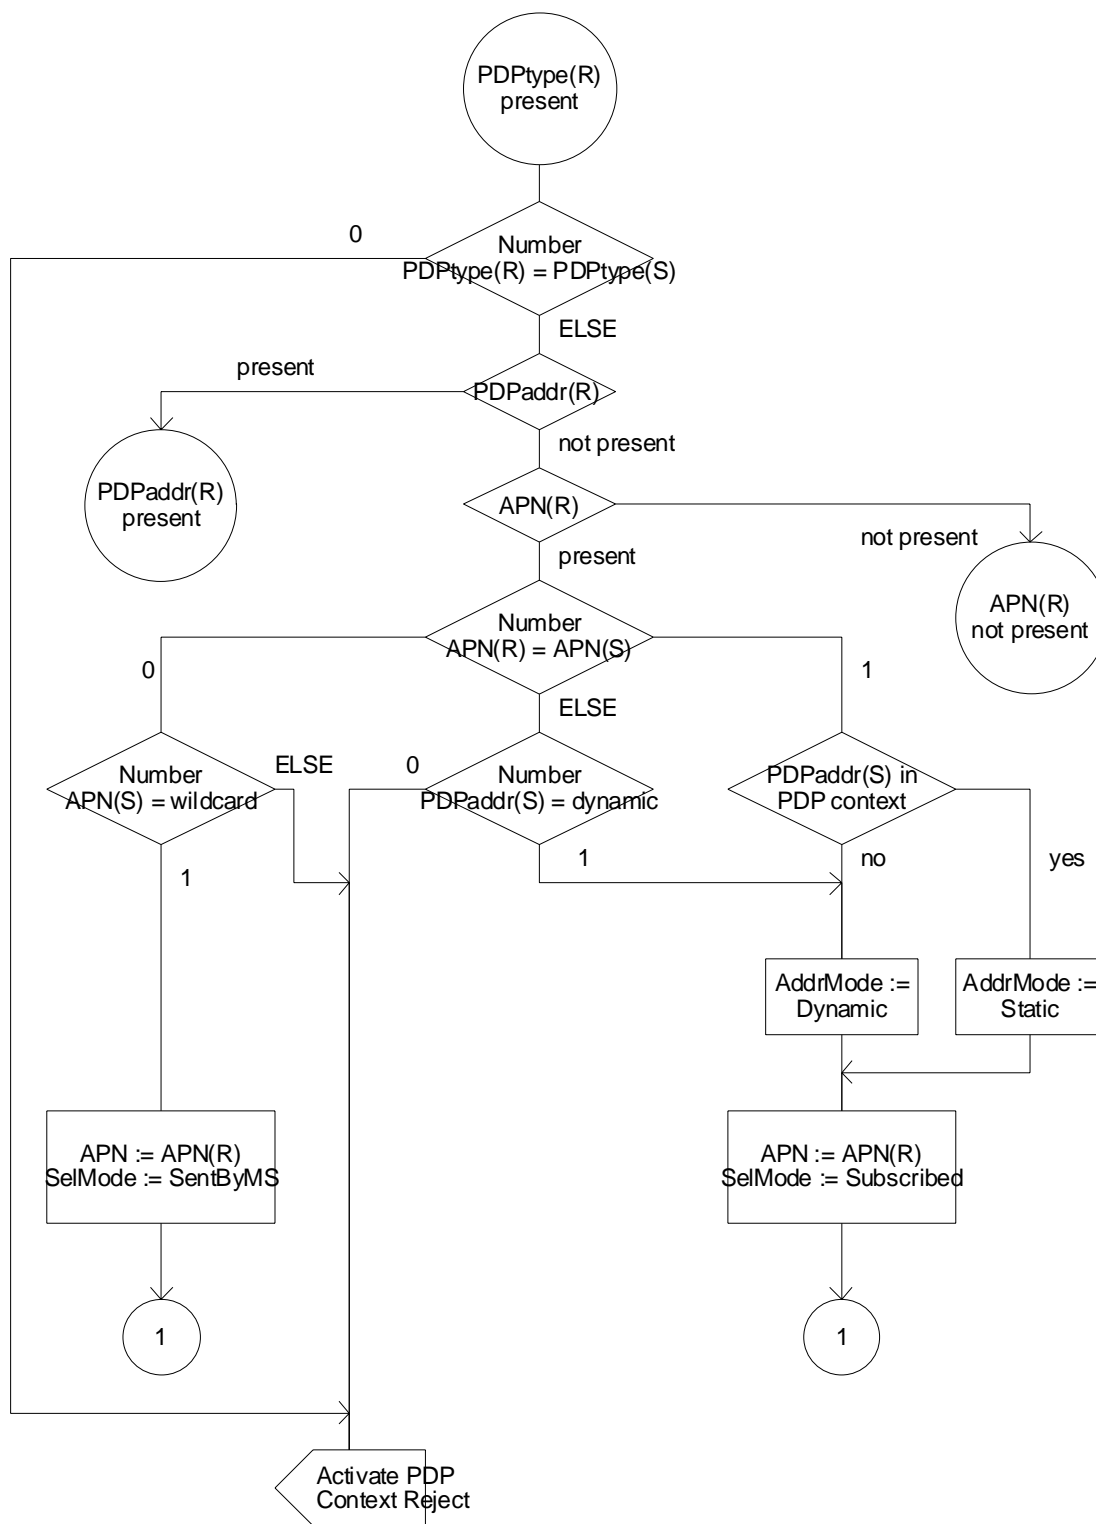 PDPtype(R)
present
0
Number
PDPtype(R) = PDPtype(S)
ELSE
present
PDPaddr(R)
not present
PDPaddr(R)
present
APN(R)
not present
present
APN(R)
not present
Number
APN(R) = APN(S)
0
1
ELSE
Number
APN(S) = wildcard
ELSE
0
Number
PDPaddr(S) = dynamic
PDPaddr(S) in
PDP context
1
1
no
yes
AddrMode :=
Dynamic
AddrMode :=
Static
APN := APN(R)
SelMode := SentByMS
APN := APN(R)
SelMode := Subscribed
1
1
Activate PDP
Context Reject